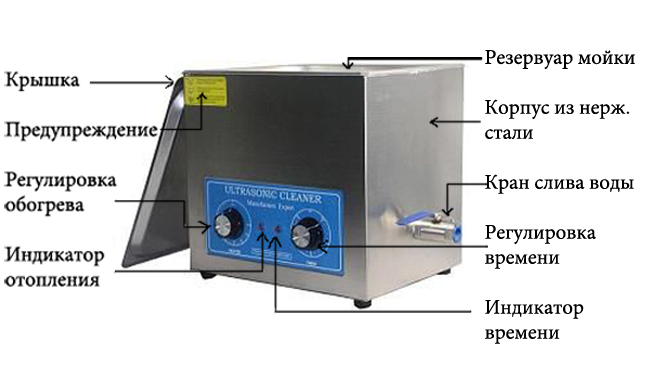 Крышка
Предупреждение
Регулировка
обогрева
Индикатор
отопления
ULTRASONIC CLEANER
Резервуар мойки
Корпус из нерж.
стали
Кран слива воды
Регулировка
времени
Индикатор
времени